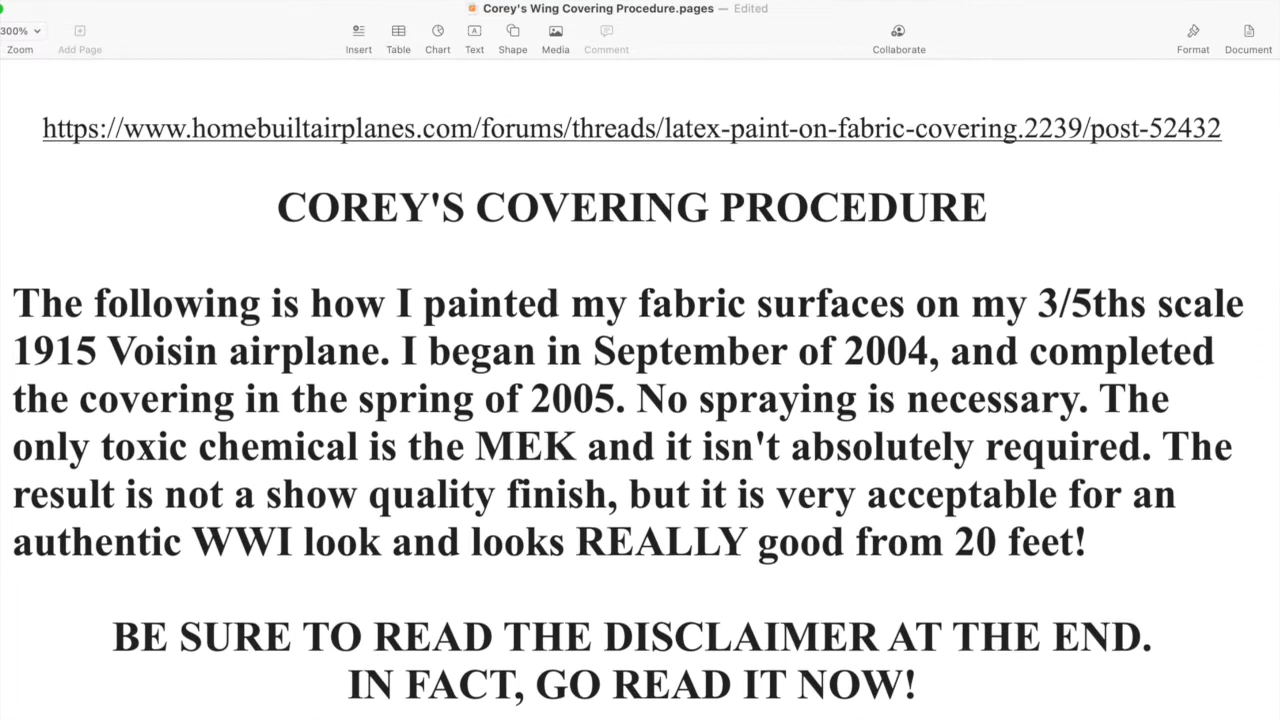 Corey's Wing Covering Procedure.pages — Edited
300%
Zoom
Add Page
Insert
Table
Chart
Text
Shape
Media
Comment
Collaborate
Format
Document
https://www.homebuiltairplanes.com/forums/threads/latex-paint-on-fabric-covering.2239/post-52432
COREY'S COVERING PROCEDURE
The following is how I painted my fabric surfaces on my 3/5ths scale
1915 Voisin airplane. I began in September of 2004, and completed
the covering in the spring of 2005. No spraying is necessary. The
only toxic chemical is the MEK and it isn't absolutely required. The
result is not a show quality finish, but it is very acceptable for an
authentic WWI look and looks REALLY good from 20 feet!
BE SURE TO READ THE DISCLAIMER AT THE END.
IN FACT, GO READ IT NOW!